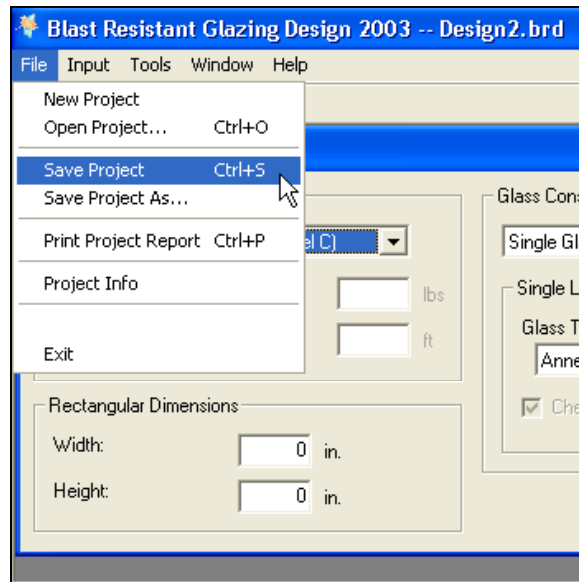 Blast Resistant Glazing Design 2003 -- Design2.brd
File Input Tools Window Help
New Project
Open Project... Ctrl+O
Save Project Ctrl+S
Save Project As...
Print Project Report Ctrl+P
Project Info
Exit
el C)
lbs
ft
Rectangular Dimensions
Width: 0 in.
Height: 0 in.
Glass Cons
Single Gl
Single L
Glass T
Anne
Che